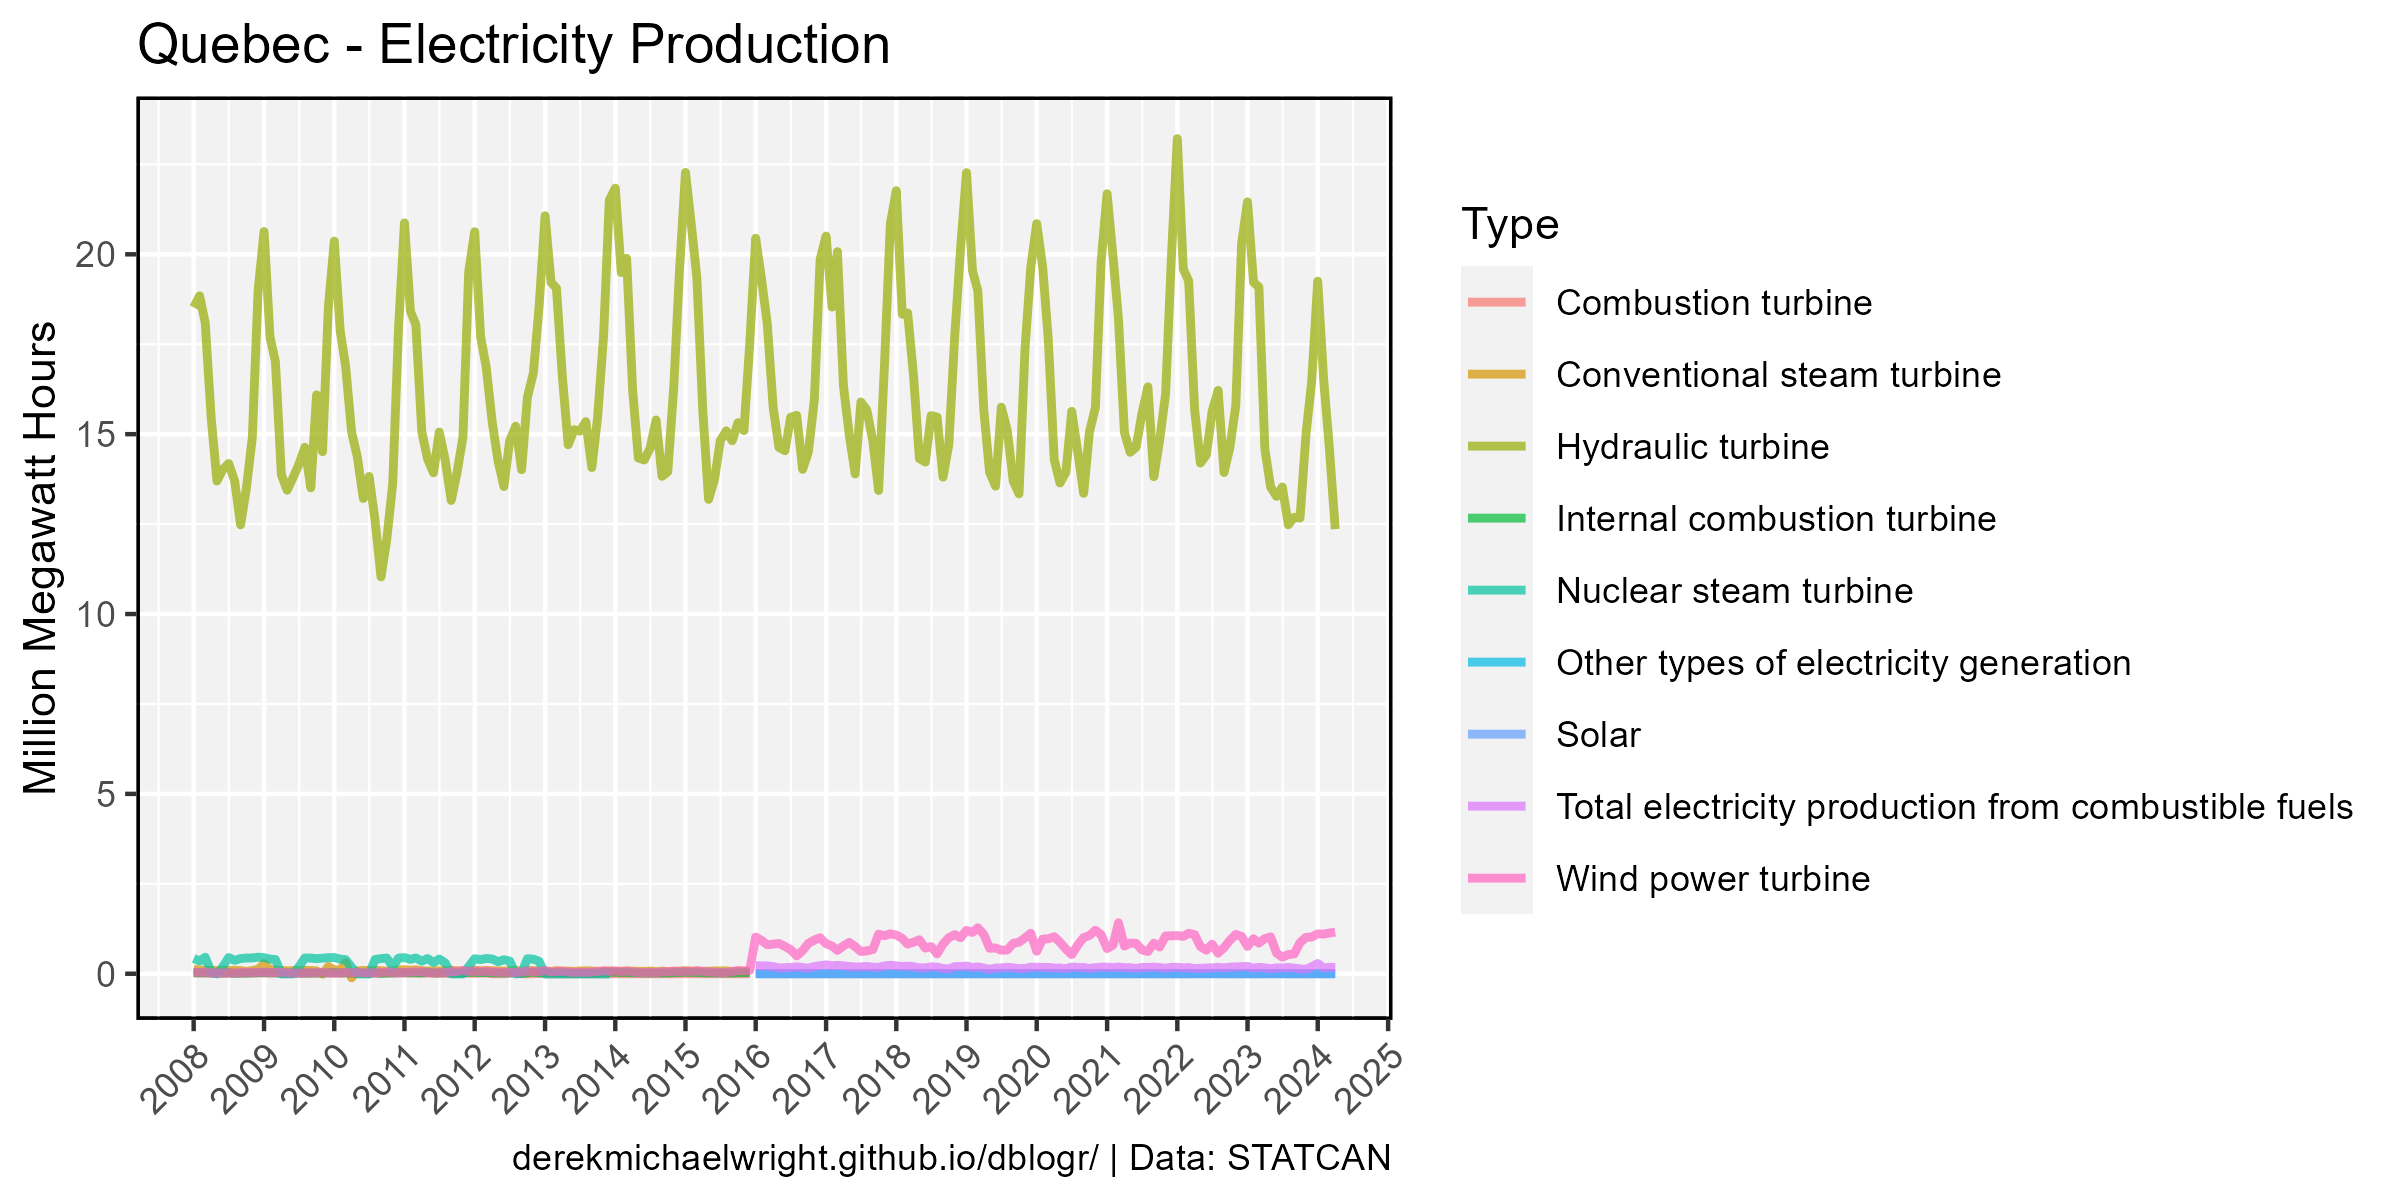 Quebec - Electricity Production
Million Megawatt Hours
20
15
10
5
0
2008
2009
2010
2011
2012
2013
2014
2015
2016
2017
2018
2019
2020
2021
2022
2023
2024
2025
Type
Combustion turbine
Conventional steam turbine
Hydraulic turbine
Internal combustion turbine
Nuclear steam turbine
Other types of electricity generation
Solar
Total electricity production from combustible fuels
Wind power turbine
derekmichaelwright.github.io/dblogr/ | Data: STATCAN